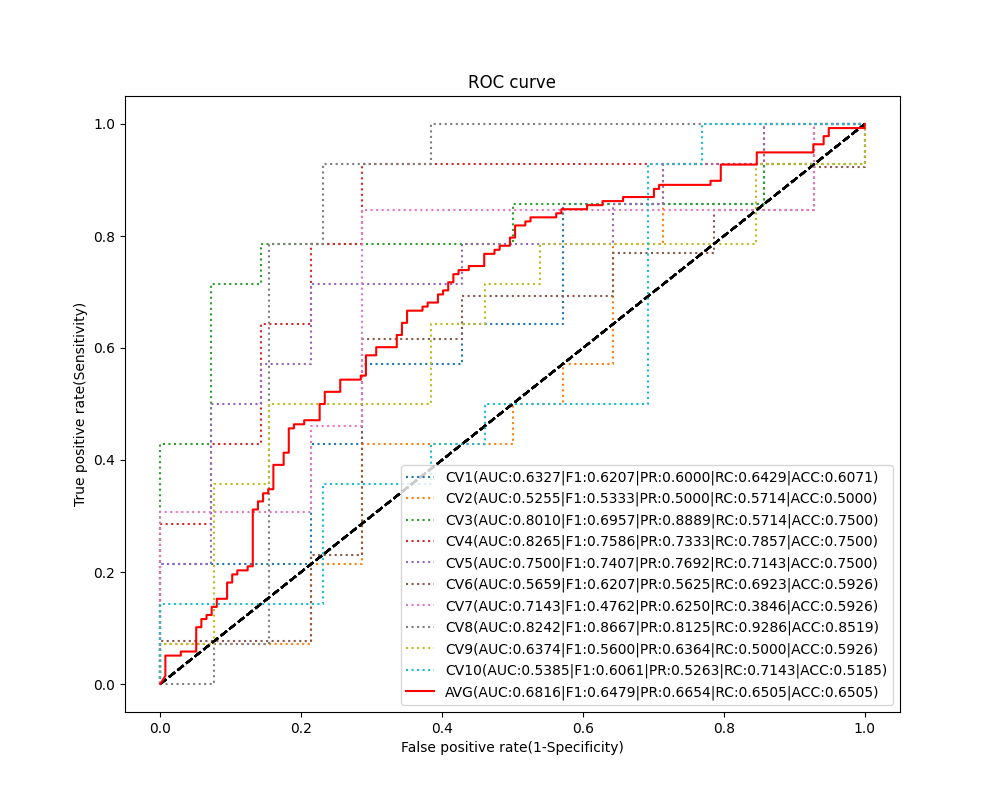 ROC curve
True positive rate(Sensitivity)
1.0
0.8
0.6
0.4
0.2
0.0
CV1(AUC:0.6327|F1:0.6207|PR:0.6000|RC:0.6429|ACC:0.6071)
CV2(AUC:0.5255|F1:0.5333|PR:0.5000|RC:0.5714|ACC:0.5000)
CV3(AUC:0.8010|F1:0.6957|PR:0.8889|RC:0.5714|ACC:0.7500)
CV4(AUC:0.8265|F1:0.7586|PR:0.7333|RC:0.7857|ACC:0.7500)
CV5(AUC:0.7500|F1:0.7407|PR:0.7692|RC:0.7143|ACC:0.7500)
CV6(AUC:0.5659|F1:0.6207|PR:0.5625|RC:0.6923|ACC:0.5926)
CV7(AUC:0.7143|F1:0.4762|PR:0.6250|RC:0.3846|ACC:0.5926)
CV8(AUC:0.8242|F1:0.8667|PR:0.8125|RC:0.9286|ACC:0.8519)
CV9(AUC:0.6374|F1:0.5600|PR:0.6364|RC:0.5000|ACC:0.5926)
CV10(AUC:0.5385|F1:0.6061|PR:0.5263|RC:0.7143|ACC:0.5185)
AVG(AUC:0.6816|F1:0.6479|PR:0.6654|RC:0.6505|ACC:0.6505)
0.0 0.2 0.4 0.6 0.8 1.0
False positive rate(1-Specificity)